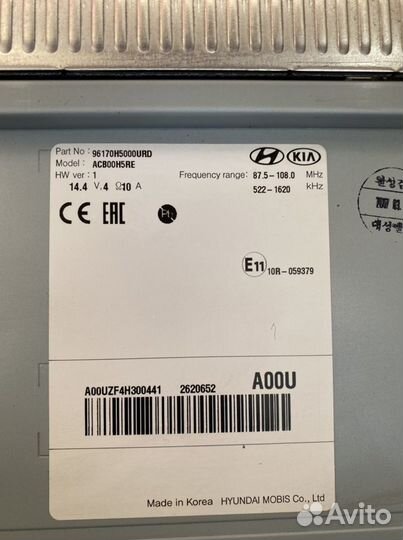 Part No : 96170H5000URD
Model : ACB00H5RE
HW ver : 1
14.4 V. 4 Ω 10 A
HYUNDAI KIA
Frequency range: 87.5-108.0 MHz
522-1620 kHz
CE EAC
E11 10R-059379
A00UZF4H300441 2620652 A00U
Made in Korea HYUNDAI MOBIS Co., Ltd
Avito